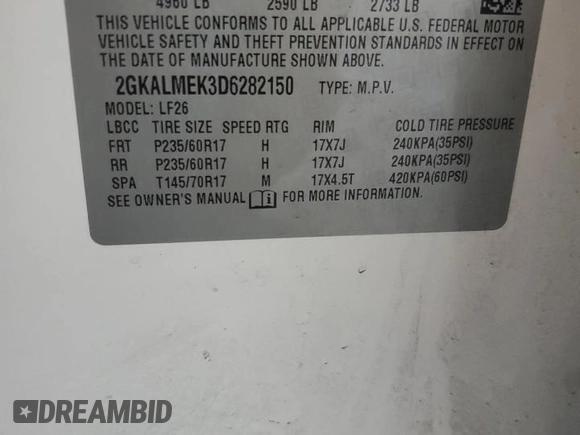 4960 LB 2590 LB 2733 LB
THIS VEHICLE CONFORMS TO ALL APPLICABLE U.S. FEDERAL MOTOR
VEHICLE SAFETY AND THEFT PREVENTION STANDARDS IN EFFECT ON
THE DATE OF MANUFACTURE SHOWN ABOVE.
2GKALMEK3D6282150 TYPE: M.P.V.
MODEL: LF26
LBCC TIRE SIZE SPEED RTG RIM COLD TIRE PRESSURE
FRT P235/60R17 H 17X7J 240KPA(35PSI)
RR P235/60R17 H 17X7J 240KPA(35PSI)
SPA T145/70R17 M 17X4.5T 420KPA(60PSI)
SEE OWNER'S MANUAL i FOR MORE INFORMATION.
DREAMBID